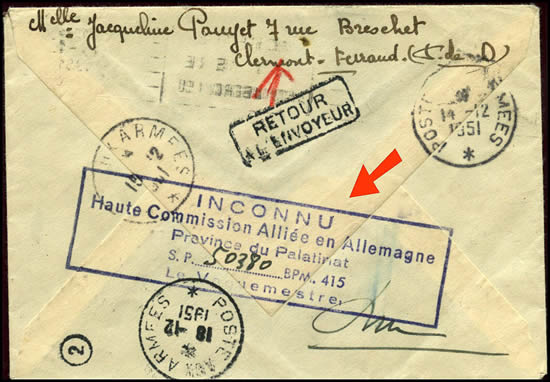 Melle Jacqueline Pouyet 7 rue Breschet
Clermont-Ferrand. (P. de D)
RETOUR
A L'ENVOYEUR
POSTE AUX ARMEES
14-12
1951
*
ARMEES
*
INCONNU
Haute Commission Alliée en Allemagne
Province du Palatinat
S.P. 50380 BPM. 415
Le Vaguemestre,
POSTE AUX ARMEES
18-12
1951
*
2